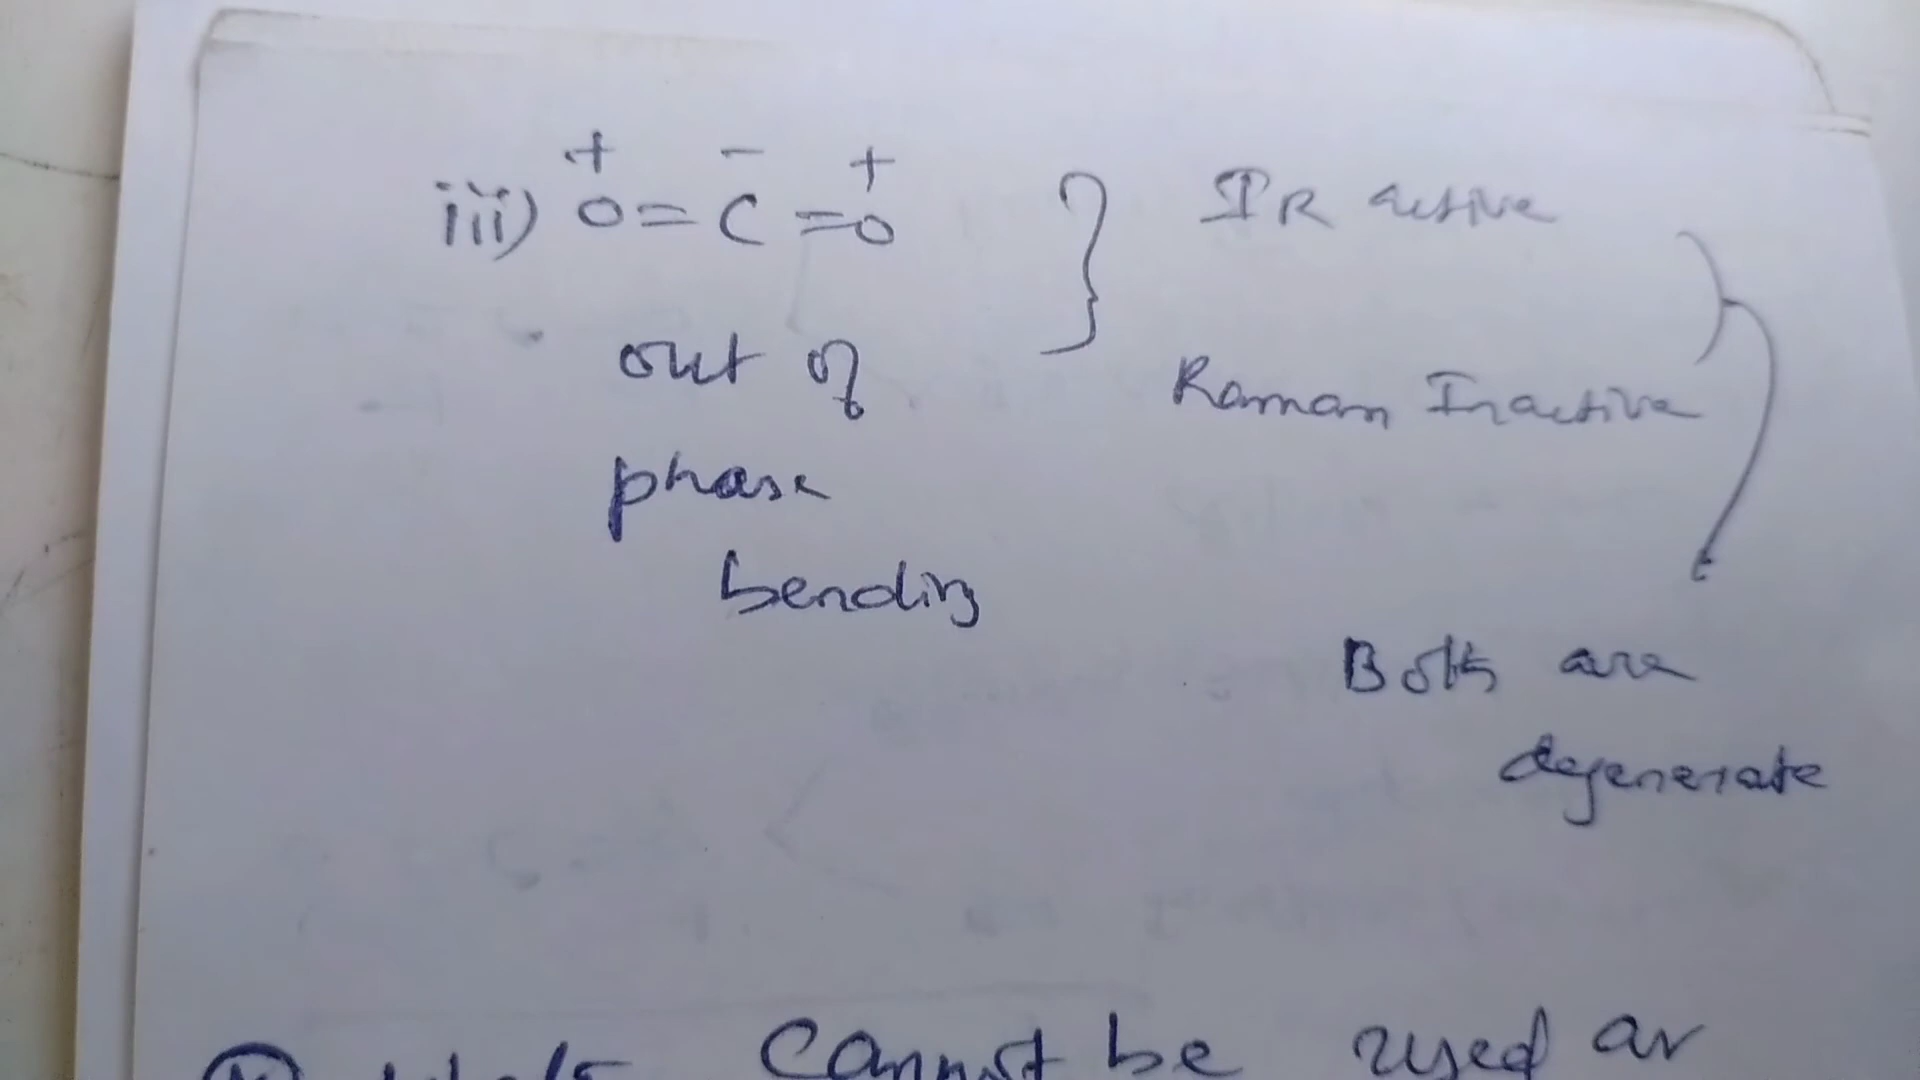 + - +
iii) O=C=O } IR active
out of
Raman Inactive
phase
bending
Both are
degenerate
cannot be used as